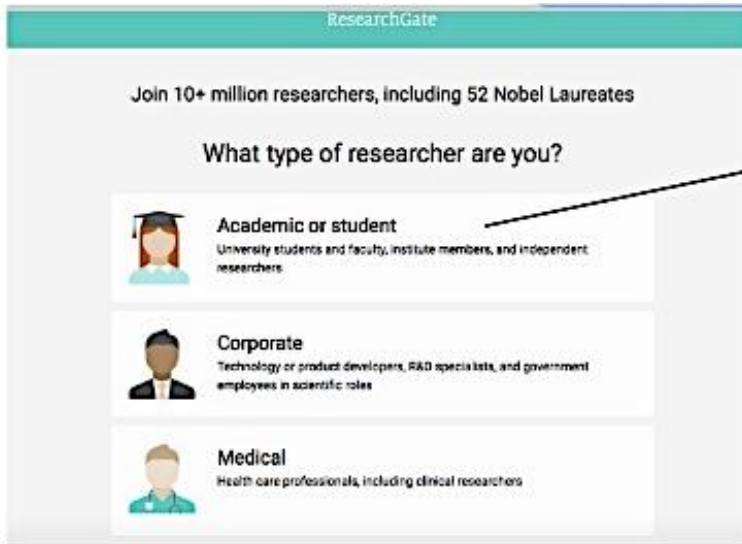 ResearchGate
Join 10+ million researchers, including 52 Nobel Laureates
What type of researcher are you?
Academic or student
University students and faculty, institute members, and independent
researchers
Corporate
Technology or product developers, R&D specialists, and government
employees in scientific roles
Medical
Health care professionals, including clinical researchers